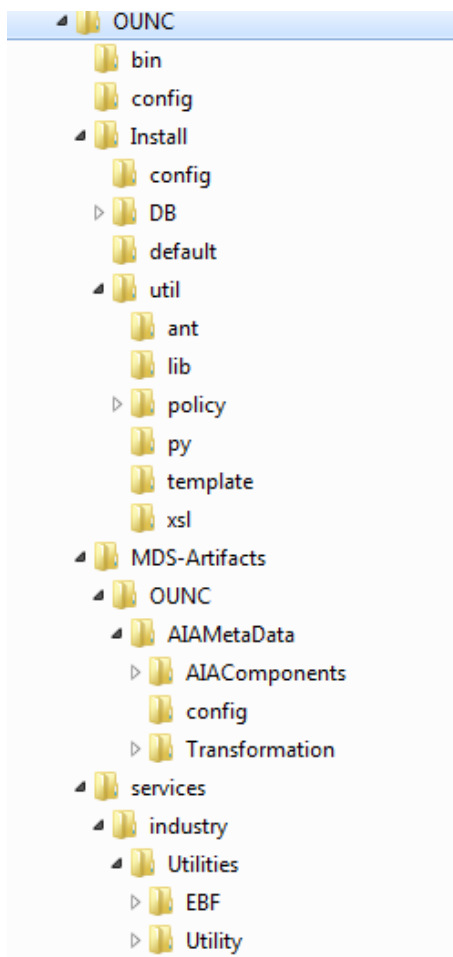 OUNC
bin
config
Install
config
DB
default
util
ant
lib
policy
py
template
xsl
MDS-Artifacts
OUNC
AIAMetaData
AIAComponents
config
Transformation
services
industry
Utilities
EBF
Utility